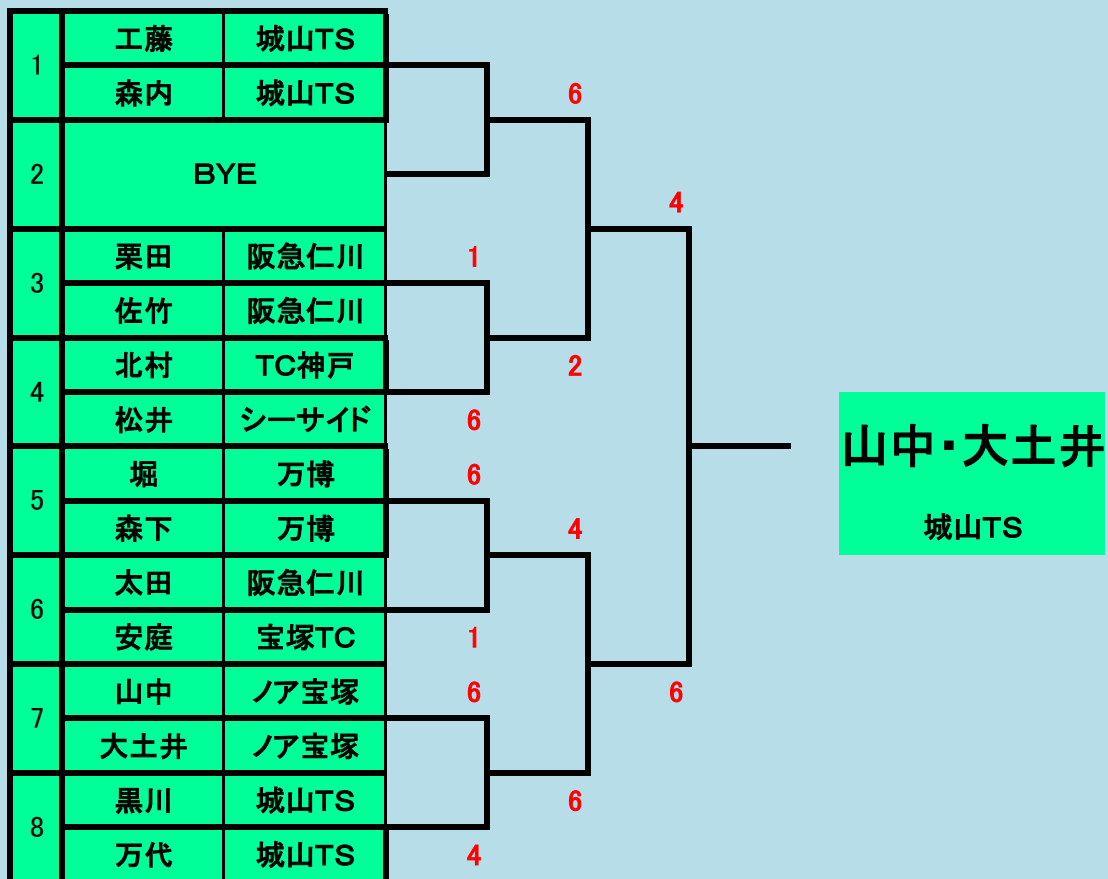 1
工藤 城山TS
森内 城山TS
2
BYE
3
栗田 阪急仁川
佐竹 阪急仁川
4
北村 TC神戸
松井 シーサイド
5
堀 万博
森下 万博
6
太田 阪急仁川
安庭 宝塚TC
7
山中 ノア宝塚
大土井 ノア宝塚
8
黒川 城山TS
万代 城山TS
1
6
6
1
6
4
6
2
4
6
4
6
山中・大土井
城山TS